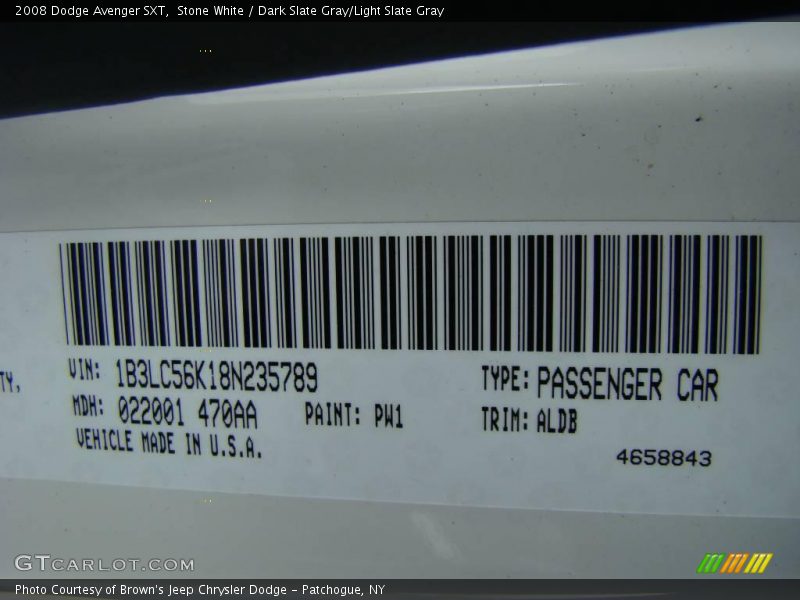 2008 Dodge Avenger SXT,  Stone White / Dark Slate Gray/Light Slate Gray
TY,
VIN: 1B3LC56K18N235789
TYPE: PASSENGER CAR
MDH: 022001 470AA
PAINT: PW1
TRIM: ALDB
VEHICLE MADE IN U.S.A.
4658843
GTCARLOT.COM
Photo Courtesy of Brown's Jeep Chrysler Dodge – Patchogue, NY